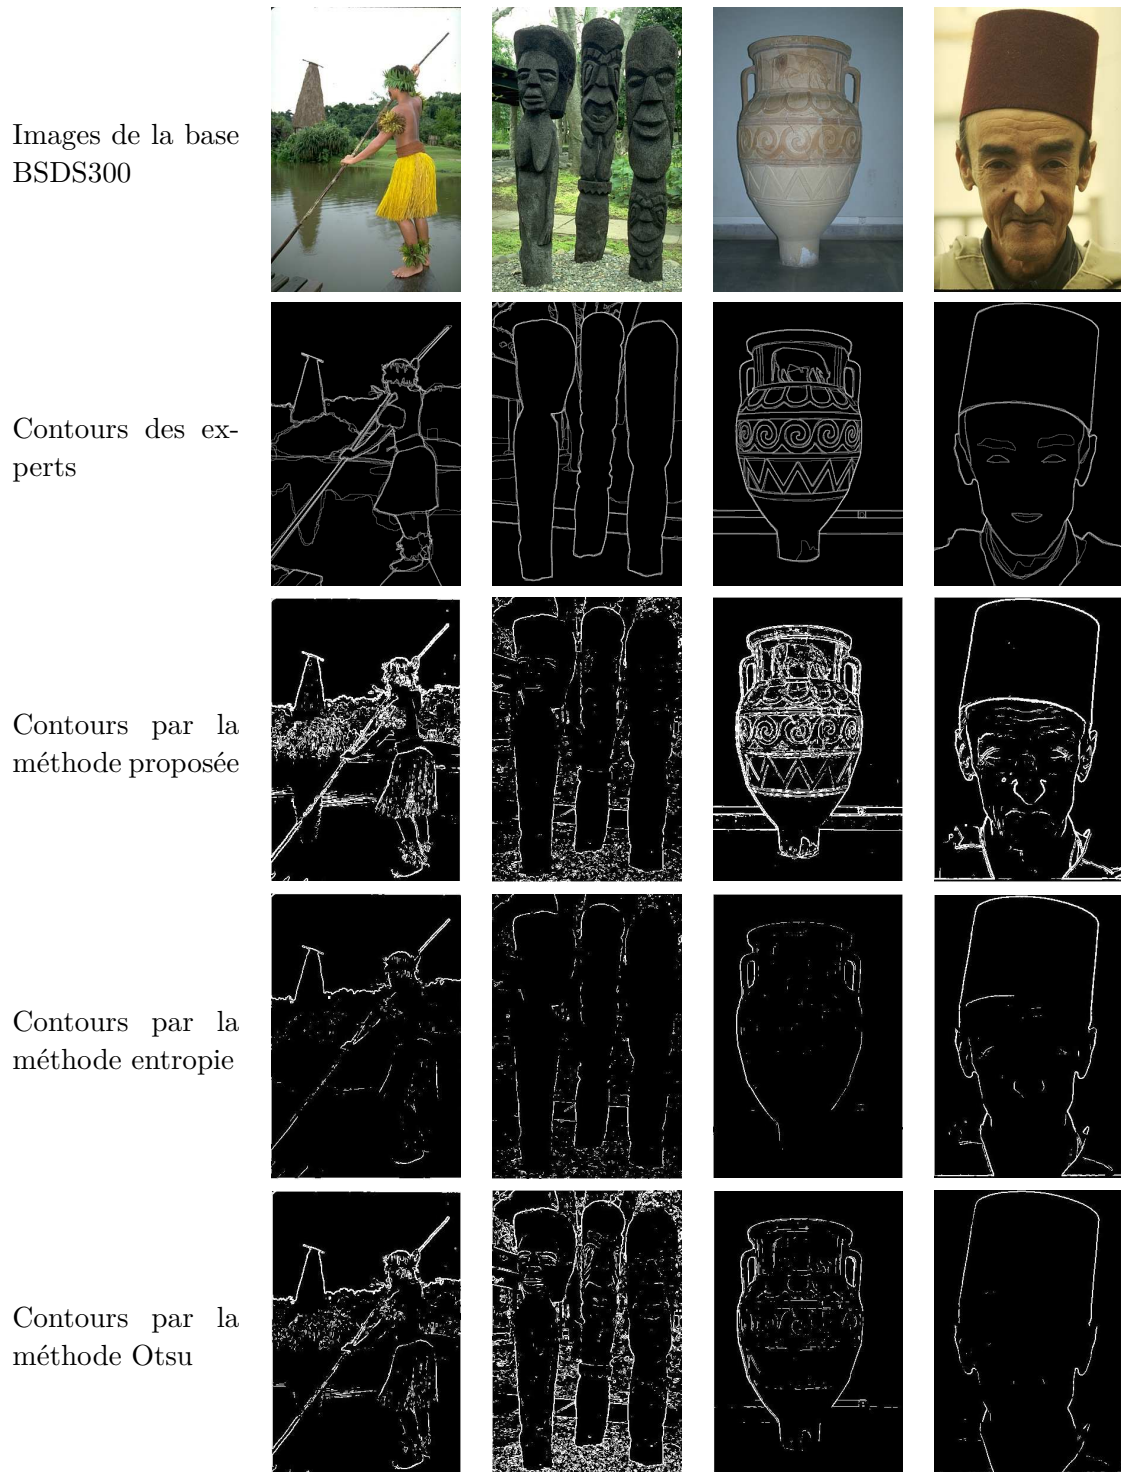 Images de la base
BSDS300
Contours des ex-
perts
Contours par la
méthode proposée
Contours par la
méthode entropie
Contours par la
méthode Otsu